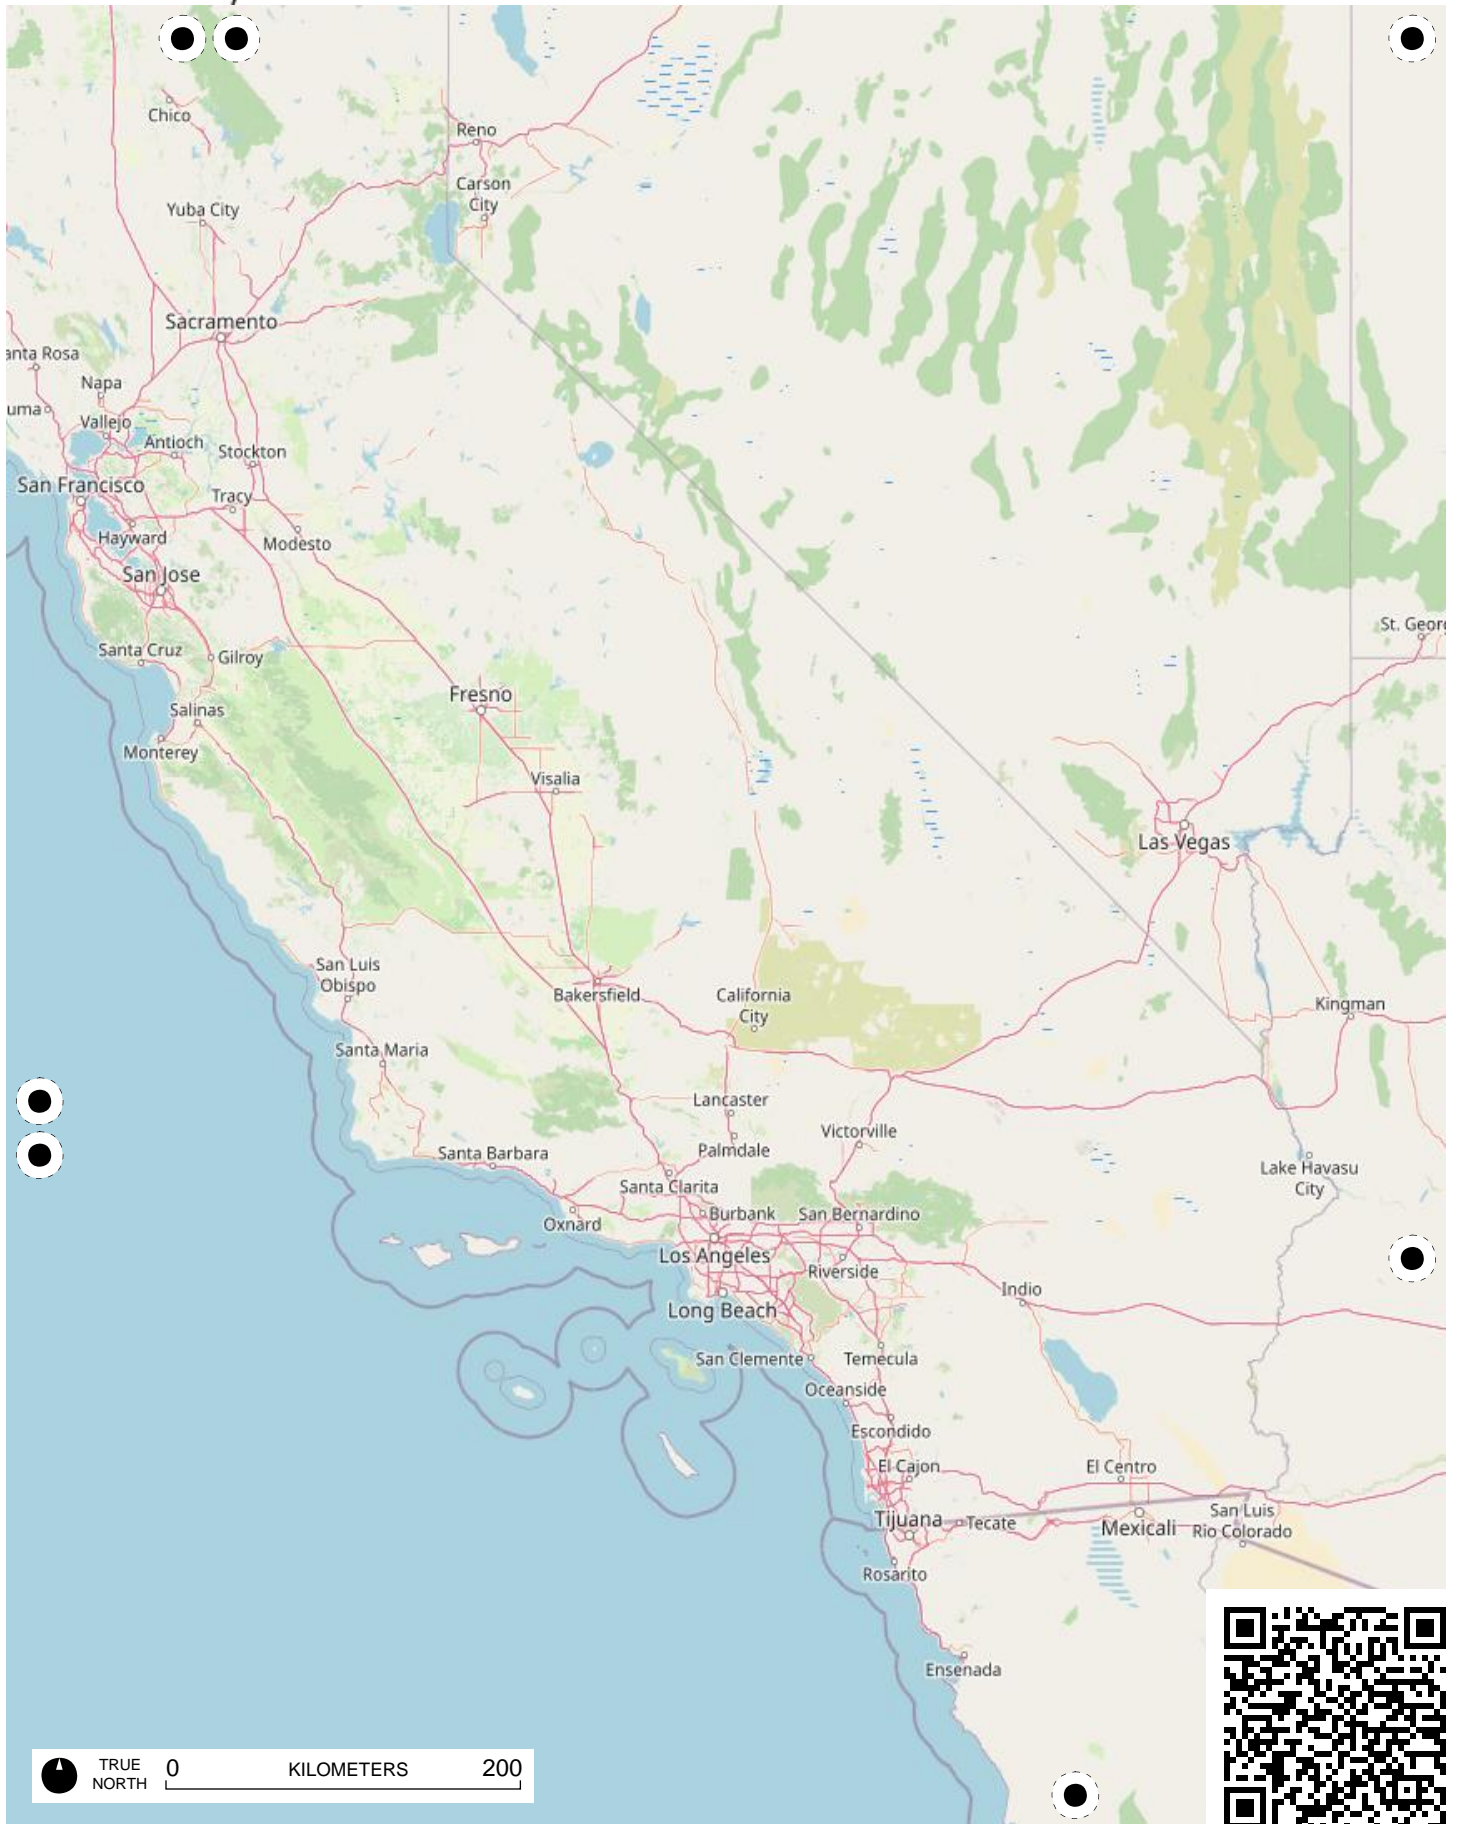 Chico
Reno
Carson
City
Yuba City
Sacramento
anta Rosa
Napa
uma
Vallejo
Antioch
Stockton
San Francisco
Tracy
Hayward
Modesto
San Jose
St. Georg
Santa Cruz
Gilroy
Fresno
Salinas
Monterey
Visalia
Las Vegas
San Luis
Obispo
Bakersfield
California
City
Kingman
Santa Maria
Lancaster
Victorville
Palmdale
Santa Barbara
Lake Havasu
City
Santa Clarita
Burbank
San Bernardino
Oxnard
Los Angeles
Riverside
Indio
Long Beach
San Clemente
Temecula
Oceanside
Escondido
El Cajon
El Centro
San Luis
Rio Colorado
Tijuana
Tecate
Mexicali
Rosarito
Ensenada
TRUE
NORTH
0 KILOMETERS 200